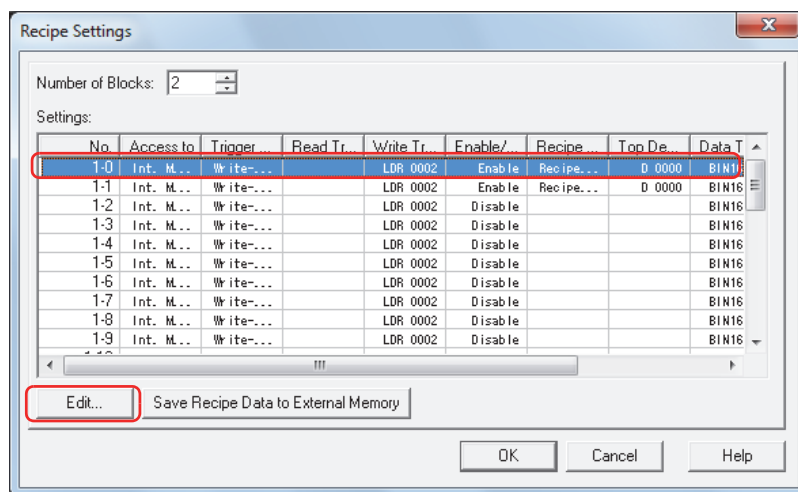 Recipe Settings
Number of Blocks: 2
Settings:
No. Access to Trigger ... Read Tr... Write Tr... Enable/... Recipe ... Top De... Data T
1-0 Int. M... Write-... LDR 0002 Enable Recipe... D 0000 BIN16
1-1 Int. M... Write-... LDR 0002 Enable Recipe... D 0000 BIN16
1-2 Int. M... Write-... LDR 0002 Disable BIN16
1-3 Int. M... Write-... LDR 0002 Disable BIN16
1-4 Int. M... Write-... LDR 0002 Disable BIN16
1-5 Int. M... Write-... LDR 0002 Disable BIN16
1-6 Int. M... Write-... LDR 0002 Disable BIN16
1-7 Int. M... Write-... LDR 0002 Disable BIN16
1-8 Int. M... Write-... LDR 0002 Disable BIN16
1-9 Int. M... Write-... LDR 0002 Disable BIN16
Edit... Save Recipe Data to External Memory
OK Cancel Help